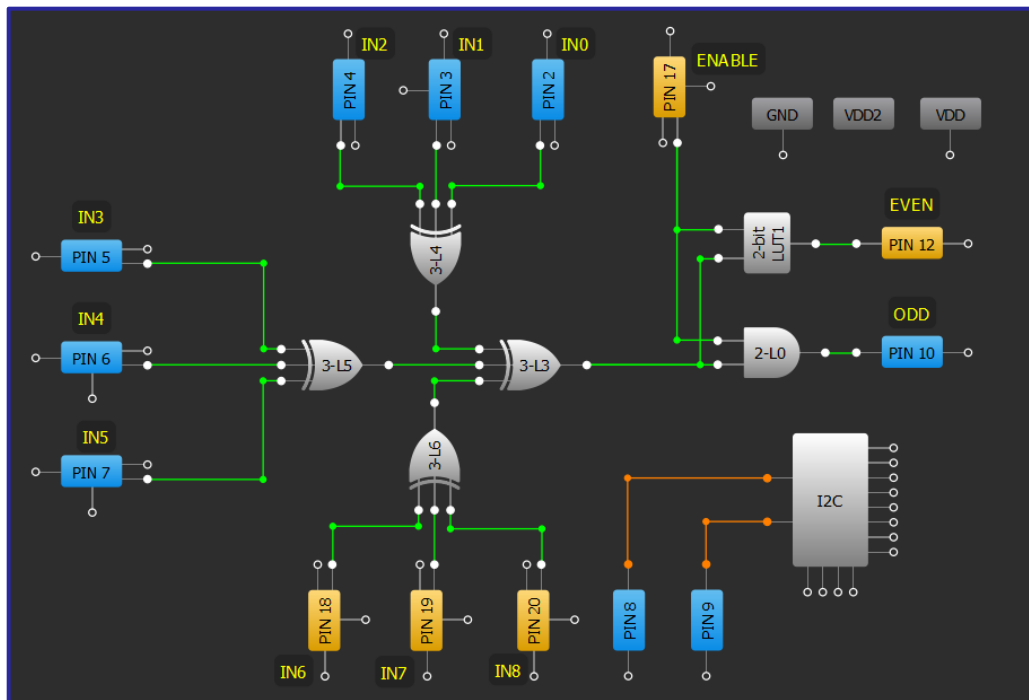 IN2
IN1
IN0
ENABLE
PIN 4
PIN 3
PIN 2
PIN 17
GND
VDD2
VDD
IN3
EVEN
PIN 5
3-L4
2-bit
LUT1
PIN 12
IN4
ODD
PIN 6
3-L5
3-L3
2-L0
PIN 10
IN5
PIN 7
3-L6
I2C
PIN 18
PIN 19
PIN 20
PIN 8
PIN 9
IN6
IN7
IN8